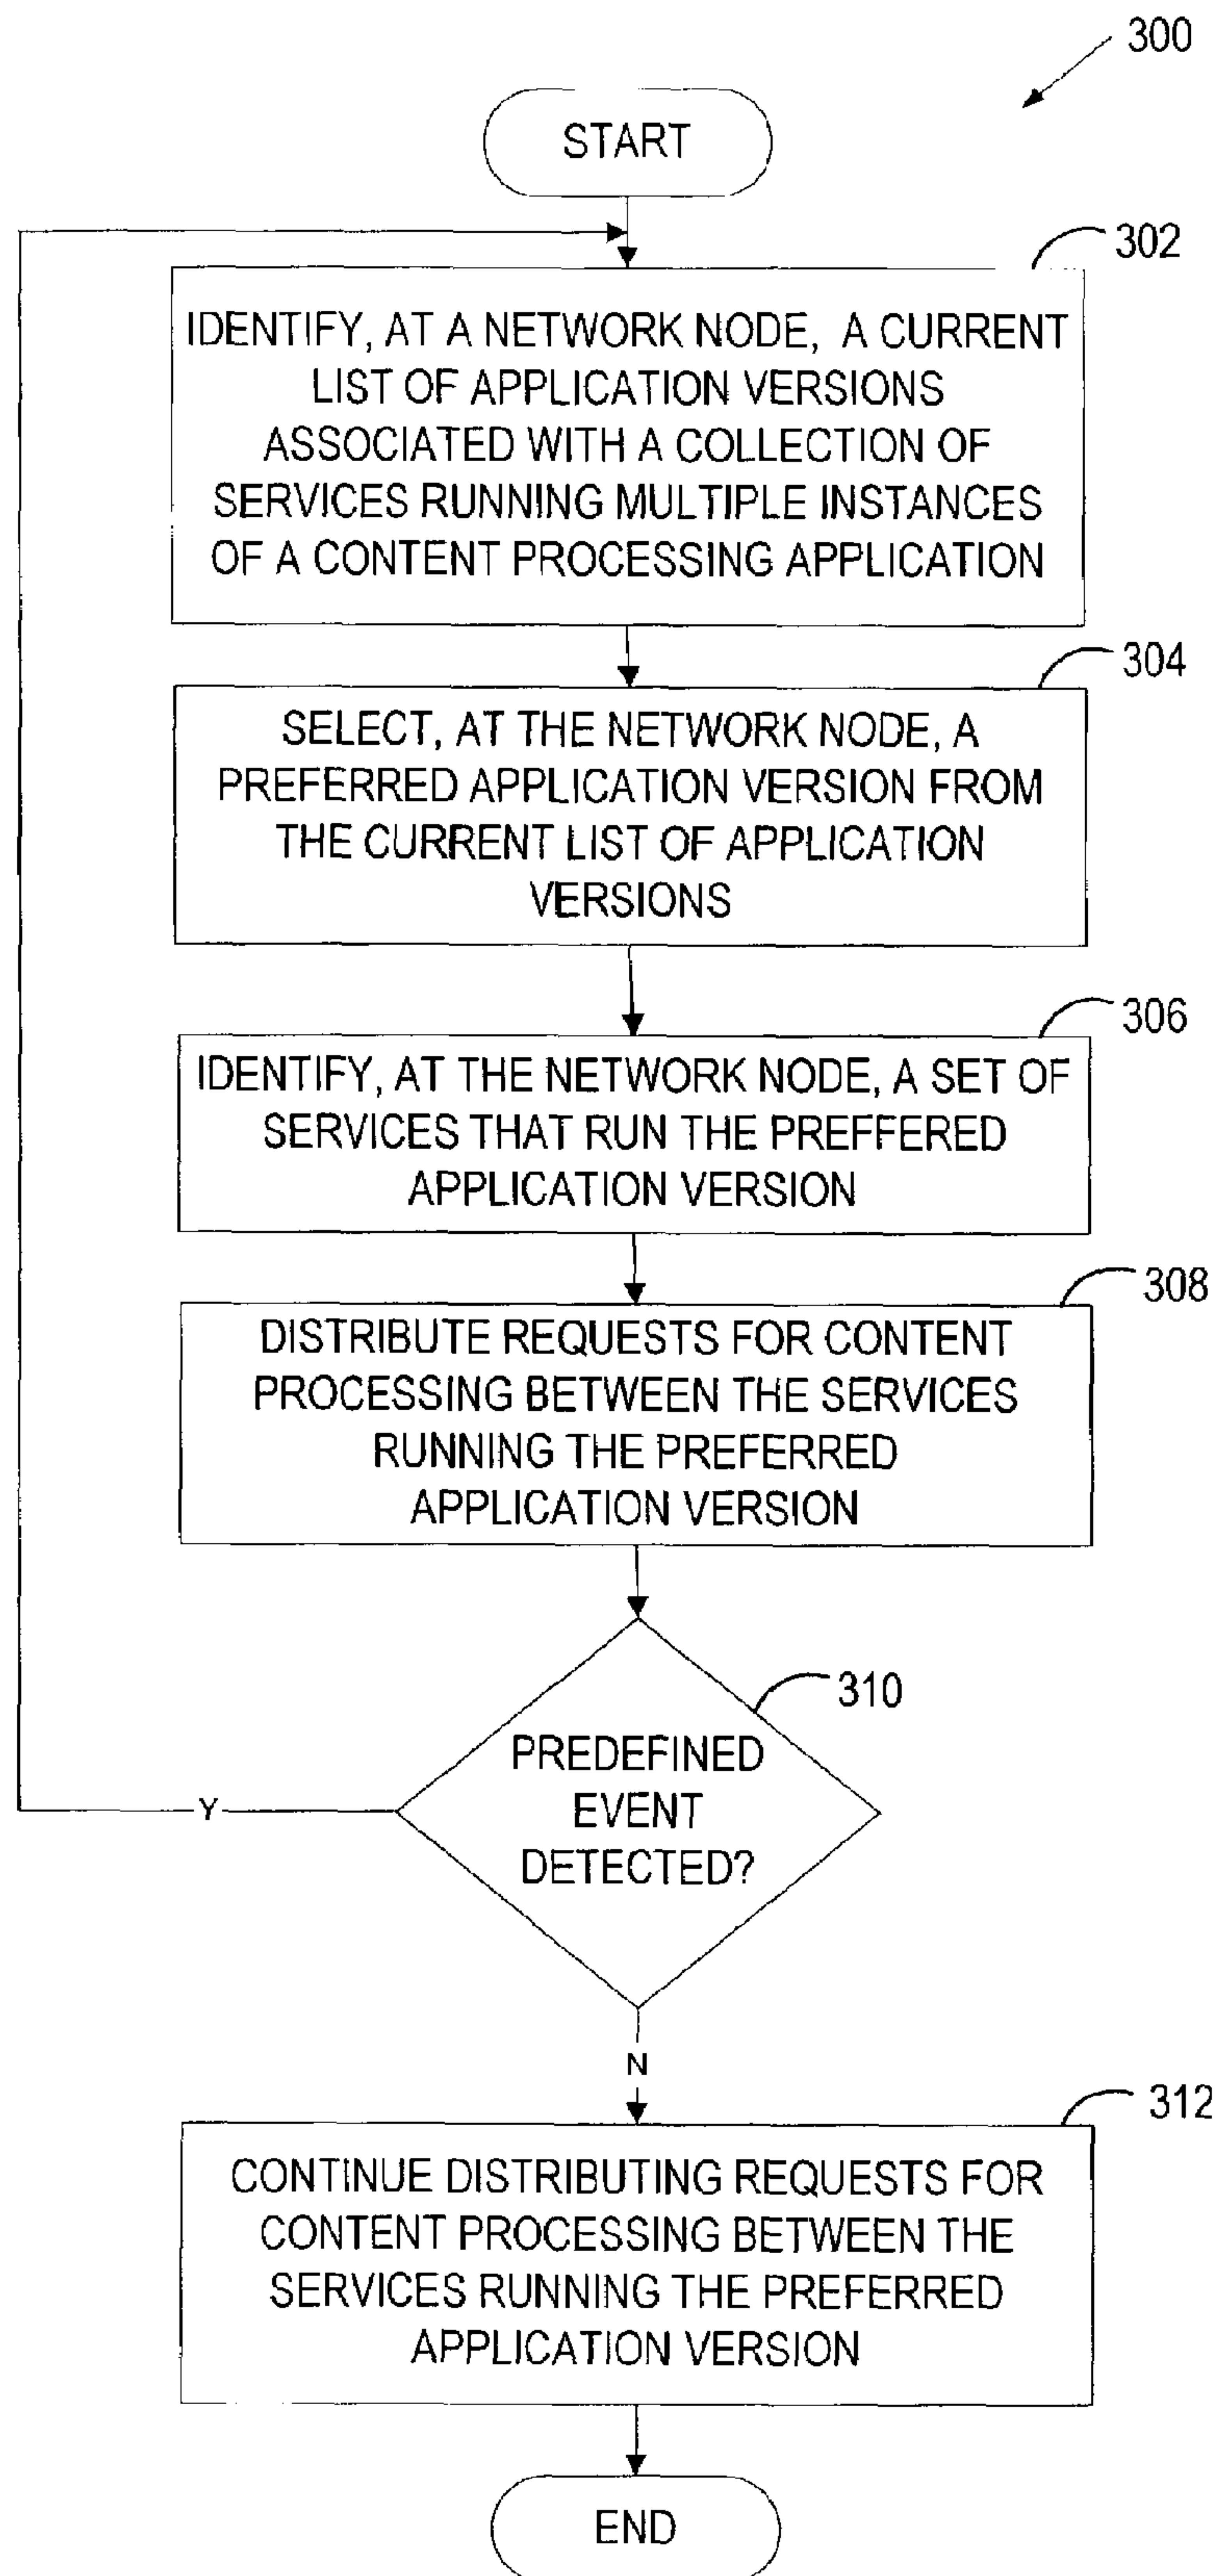 300
START
302
IDENTIFY, AT A NETWORK NODE, A CURRENT
LIST OF APPLICATION VERSIONS
ASSOCIATED WITH A COLLECTION OF
SERVICES RUNNING MULTIPLE INSTANCES
OF A CONTENT PROCESSING APPLICATION
304
SELECT, AT THE NETWORK NODE, A
PREFERRED APPLICATION VERSION FROM
THE CURRENT LIST OF APPLICATION
VERSIONS
306
IDENTIFY, AT THE NETWORK NODE, A SET OF
SERVICES THAT RUN THE PREFFERED
APPLICATION VERSION
308
DISTRIBUTE REQUESTS FOR CONTENT
PROCESSING BETWEEN THE SERVICES
RUNNING THE PREFERRED
APPLICATION VERSION
310
PREDEFINED
EVENT
DETECTED?
Y
N
312
CONTINUE DISTRIBUTING REQUESTS FOR
CONTENT PROCESSING BETWEEN THE
SERVICES RUNNING THE PREFERRED
APPLICATION VERSION
END